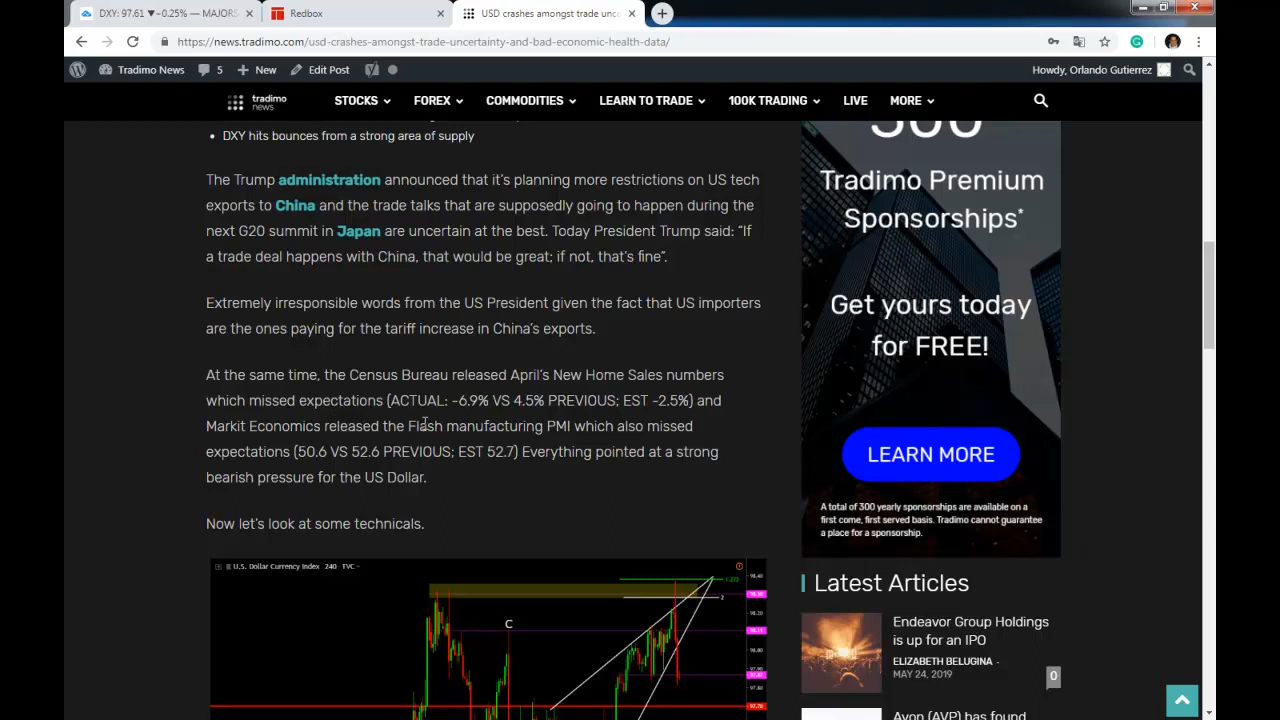 DXY: 97.61 ▼−0.25% — MAJORS
Redbox
USD crashes amongst trade unce
https://news.tradimo.com/usd-crashes-amongst-trade-uncertainty-and-bad-economic-health-data/
Tradimo News
5
New
Edit Post
Howdy, Orlando Gutierrez
tradimo
news
STOCKS
FOREX
COMMODITIES
LEARN TO TRADE
100K TRADING
LIVE
MORE
• DXY hits bounces from a strong area of supply
The Trump administration announced that it's planning more restrictions on US tech
exports to China and the trade talks that are supposedly going to happen during the
next G20 summit in Japan are uncertain at the best. Today President Trump said: “If
a trade deal happens with China, that would be great; if not, that's fine”.
Extremely irresponsible words from the US President given the fact that US importers
are the ones paying for the tariff increase in China's exports.
At the same time, the Census Bureau released April's New Home Sales numbers
which missed expectations (ACTUAL: -6.9% VS 4.5% PREVIOUS; EST -2.5%) and
Markit Economics released the Flash manufacturing PMI which also missed
expectations (50.6 VS 52.6 PREVIOUS; EST 52.7) Everything pointed at a strong
bearish pressure for the US Dollar.
Now let's look at some technicals.
U.S. Dollar Currency Index · 240 · TVC
C
1.272
2
98.40
98.20
97.90
97.70
300
Tradimo Premium
Sponsorships*
Get yours today
for FREE!
LEARN MORE
A total of 300 yearly sponsorships are available on a
first come, first served basis. Tradimo cannot guarantee
a place for a sponsorship.
Latest Articles
Endeavor Group Holdings
is up for an IPO
ELIZABETH BELUGINA -
MAY 24, 2019
0
Avon (AVP) has found